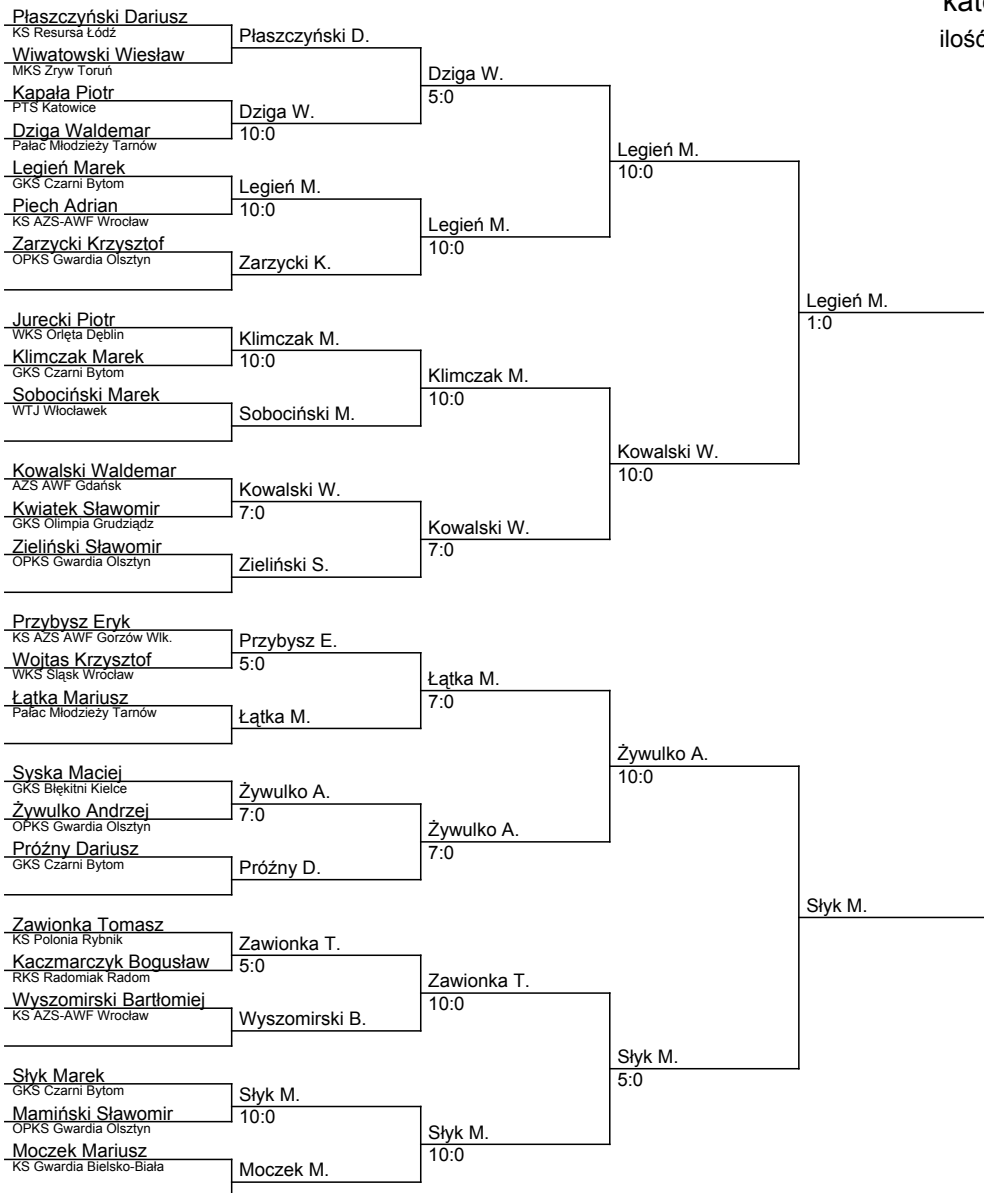 kate
ilość
Płaszczyński Dariusz
KS Resursa Łódź
Wiwatowski Wiesław
MKS Zryw Toruń
Kapała Piotr
PTS Katowice
Dziga Waldemar
Pałac Młodzieży Tarnów
Legień Marek
GKS Czarni Bytom
Piech Adrian
KS AZS-AWF Wrocław
Zarzycki Krzysztof
OPKS Gwardia Olsztyn
Jurecki Piotr
WKS Orlęta Dęblin
Klimczak Marek
GKS Czarni Bytom
Sobociński Marek
WTJ Włocławek
Kowalski Waldemar
AZS AWF Gdańsk
Kwiatek Sławomir
GKS Olimpia Grudziądz
Zieliński Sławomir
OPKS Gwardia Olsztyn
Przybysz Eryk
KS AZS AWF Gorzów Wlk.
Wojtas Krzysztof
WKS Śląsk Wrocław
Łątka Mariusz
Pałac Młodzieży Tarnów
Syska Maciej
GKS Błękitni Kielce
Żywulko Andrzej
OPKS Gwardia Olsztyn
Próźny Dariusz
GKS Czarni Bytom
Zawionka Tomasz
KS Polonia Rybnik
Kaczmarczyk Bogusław
RKS Radomiak Radom
Wyszomirski Bartłomiej
KS AZS-AWF Wrocław
Słyk Marek
GKS Czarni Bytom
Mamiński Sławomir
OPKS Gwardia Olsztyn
Moczek Mariusz
KS Gwardia Bielsko-Biała
Płaszczyński D.
Dziga W.
10:0
Legień M.
10:0
Zarzycki K.
Klimczak M.
10:0
Sobociński M.
Kowalski W.
7:0
Zieliński S.
Przybysz E.
5:0
Łątka M.
Żywulko A.
7:0
Próźny D.
Zawionka T.
5:0
Wyszomirski B.
Słyk M.
10:0
Moczek M.
Dziga W.
5:0
Legień M.
10:0
Klimczak M.
10:0
Kowalski W.
7:0
Łątka M.
7:0
Żywulko A.
7:0
Zawionka T.
10:0
Słyk M.
10:0
Legień M.
10:0
Kowalski W.
10:0
Żywulko A.
10:0
Słyk M.
5:0
Legień M.
1:0
Słyk M.